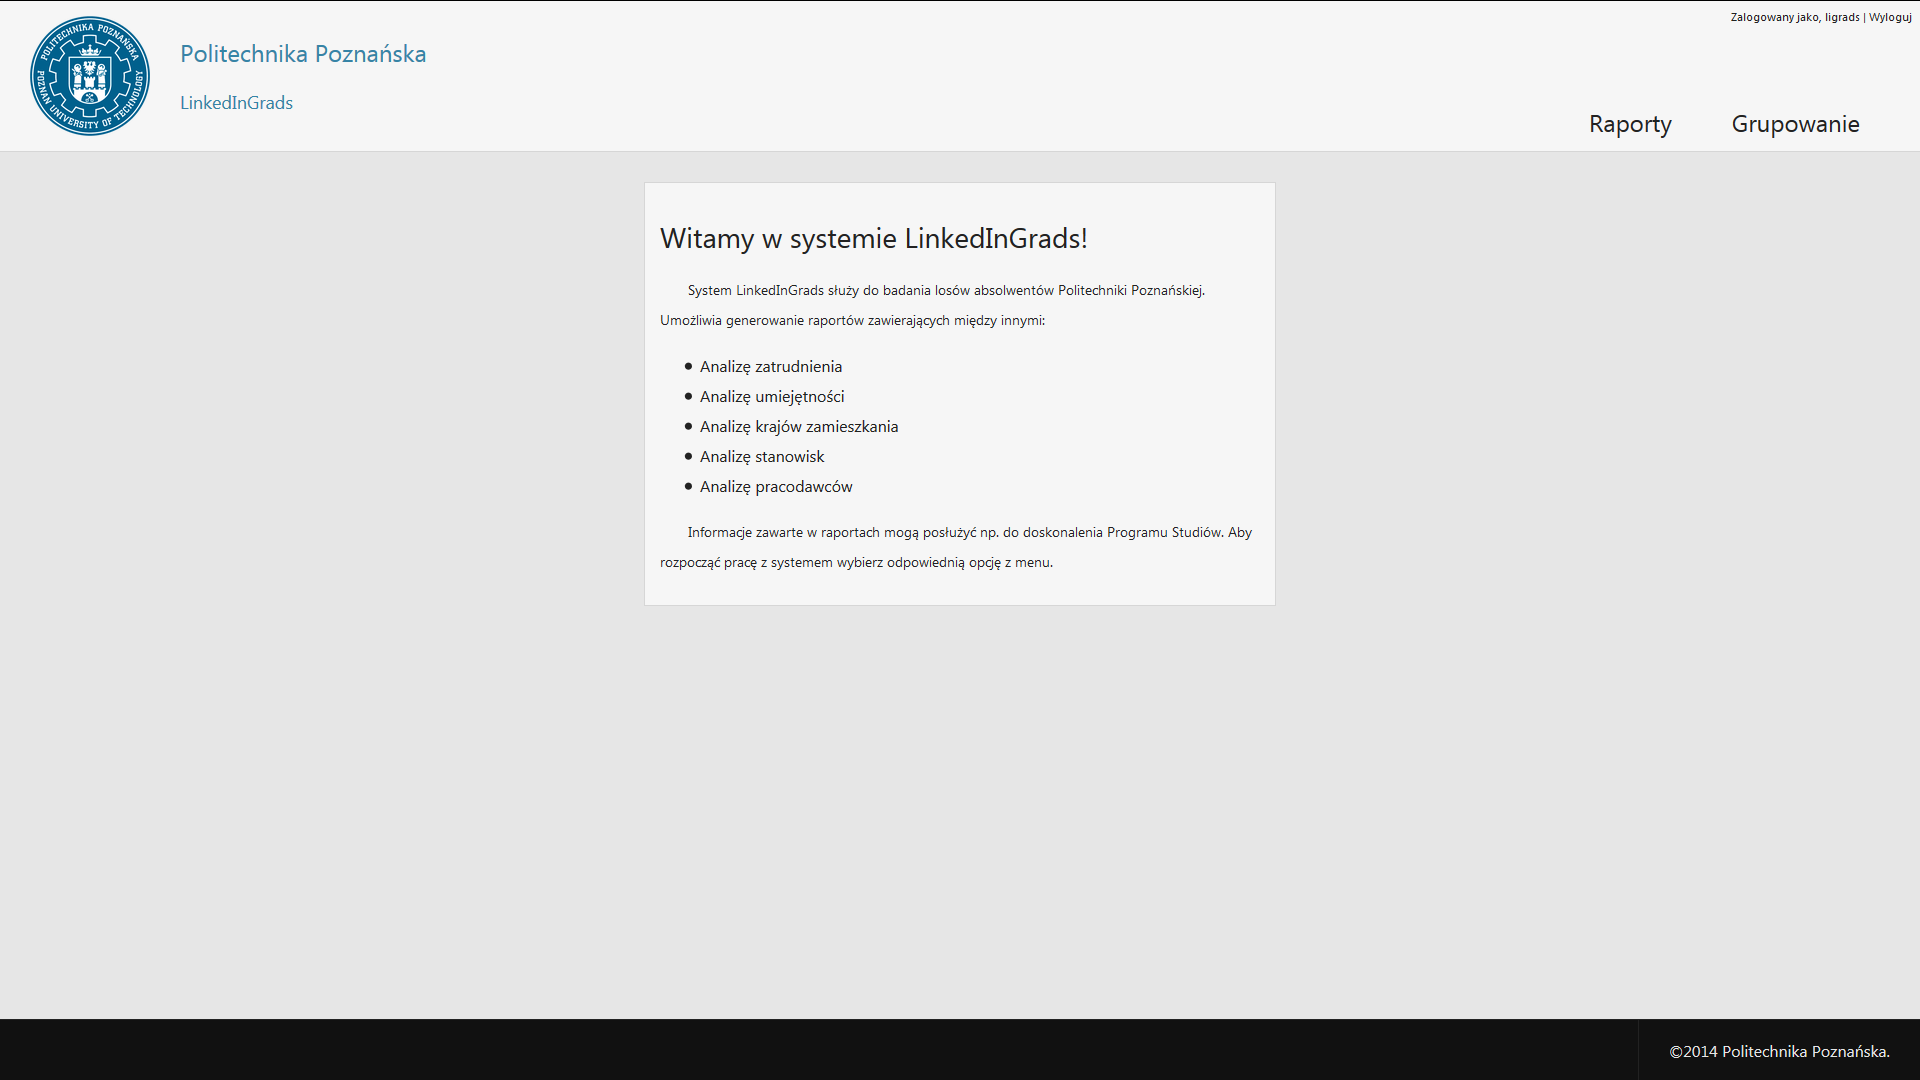 Zalogowany jako, ligrads | Wyloguj
POLITECHNIKA POZNAŃSKA
POZNAN UNIVERSITY OF TECHNOLOGY
Politechnika Poznańska
LinkedInGrads
Raporty
Grupowanie
Witamy w systemie LinkedInGrads!
System LinkedInGrads służy do badania losów absolwentów Politechniki Poznańskiej.
Umożliwia generowanie raportów zawierających między innymi:
• Analizę zatrudnienia
• Analizę umiejętności
• Analizę krajów zamieszkania
• Analizę stanowisk
• Analizę pracodawców
Informacje zawarte w raportach mogą posłużyć np. do doskonalenia Programu Studiów. Aby
rozpocząć pracę z systemem wybierz odpowiednią opcję z menu.
©2014 Politechnika Poznańska.